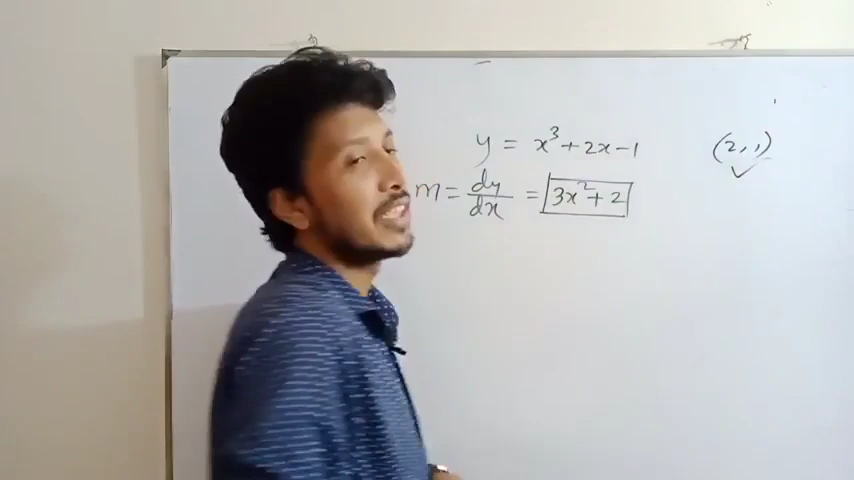 y = x³ + 2x - 1 (2, 1)
m = dy/dx = 3x² + 2